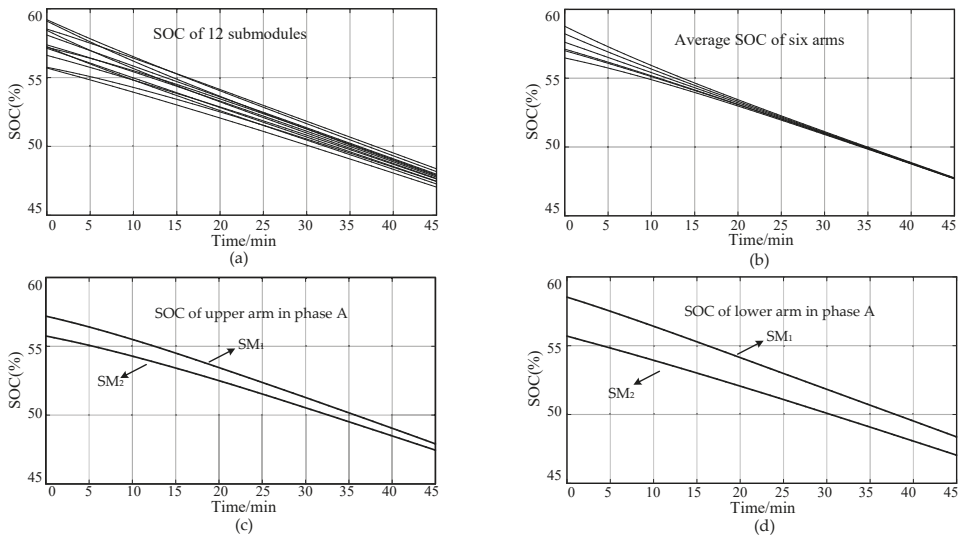 SOC of 12 submodules
SOC(%)
60
55
50
45
0 5 10 15 20 25 30 35 40 45
Time/min
(a)
Average SOC of six arms
SOC(%)
60
55
50
45
0 5 10 15 20 25 30 35 40 45
Time/min
(b)
SOC of upper arm in phase A
SM1
SM2
SOC(%)
60
55
50
45
0 5 10 15 20 25 30 35 40 45
Time/min
(c)
SOC of lower arm in phase A
SM1
SM2
SOC(%)
60
55
50
45
0 5 10 15 20 25 30 35 40 45
Time/min
(d)